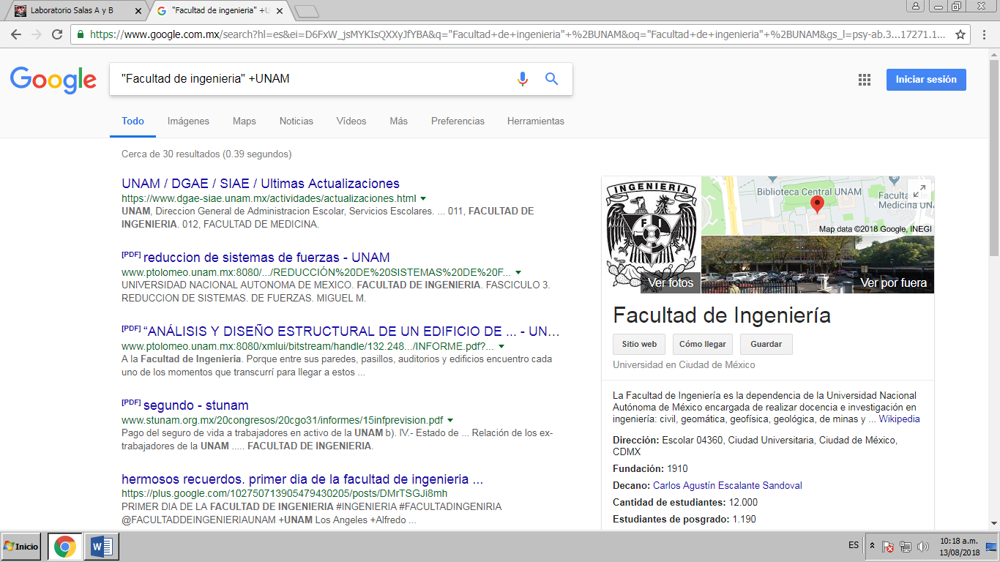 Laboratorio Salas A y B
"Facultad de ingenieria" +U
https://www.google.com.mx/search?hl=es&ei=D6FxW_jsMYKIsQXXyJfYBA&q="Facultad+de+ingenieria"+%2BUNAM&oq="Facultad+de+ingenieria"+%2BUNAM&gs_l=psy-ab.3...17271.1...
Google
"Facultad de ingenieria" +UNAM
Iniciar sesión
Todo Imágenes Maps Noticias Vídeos Más Preferencias Herramientas
Cerca de 30 resultados (0.39 segundos)
UNAM / DGAE / SIAE / Ultimas Actualizaciones
https://www.dgae-siae.unam.mx/actividades/actualizaciones.html
UNAM, Direccion General de Administracion Escolar, Servicios Escolares. ... 011, FACULTAD DE
INGENIERIA. 012, FACULTAD DE MEDICINA.
[PDF] reduccion de sistemas de fuerzas - UNAM
www.ptolomeo.unam.mx:8080/.../REDUCCIÓN%20DE%20SISTEMAS%20DE%20F...
UNIVERSIDAD NACIONAL AUTONOMA DE MEXICO. FACULTAD DE INGENIERIA. FASCICULO 3.
REDUCCION DE SISTEMAS. DE FUERZAS. MIGUEL M.
[PDF] “ANÁLISIS Y DISEÑO ESTRUCTURAL DE UN EDIFICIO DE ... - UN...
www.ptolomeo.unam.mx:8080/xmlui/bitstream/handle/132.248.../INFORME.pdf?...
A la Facultad de Ingenieria. Porque entre sus paredes, pasillos, auditorios y edificios encuentro cada
uno de los momentos que transcurrí para llegar a estos ...
[PDF] segundo - stunam
www.stunam.org.mx/20congresos/20cgo31/informes/15infprevision.pdf
Pago del seguro de vida a trabajadores en activo de la UNAM b). IV.- Estado de ... Relación de los ex-
trabajadores de la UNAM ..... FACULTAD DE INGENIERIA.
hermosos recuerdos. primer dia de la facultad de ingenieria ...
https://plus.google.com/102750713905479430205/posts/DMrTSGJi8mh
PRIMER DIA DE LA FACULTAD DE INGENIERIA #INGENIERIA #FACULTADINGENIRIA
@FACULTADDEINGENIERIAUNAM +UNAM Los Angeles +Alfredo ...
INGENIERIA
F I
Ver fotos
Biblioteca Central UNAM
Faculta
Medicina UNA
Map data ©2018 Google, INEGI
Ver por fuera
Facultad de Ingeniería
Sitio web Cómo llegar Guardar
Universidad en Ciudad de México
La Facultad de Ingeniería es la dependencia de la Universidad Nacional
Autónoma de México encargada de realizar docencia e investigación en
ingeniería: civil, geomática, geofísica, geológica, de minas y ... Wikipedia
Dirección: Escolar 04360, Ciudad Universitaria, Ciudad de México,
CDMX
Fundación: 1910
Decano: Carlos Agustín Escalante Sandoval
Cantidad de estudiantes: 12.000
Estudiantes de posgrado: 1.190
Inicio
ES
10:18 a.m.
13/08/2018